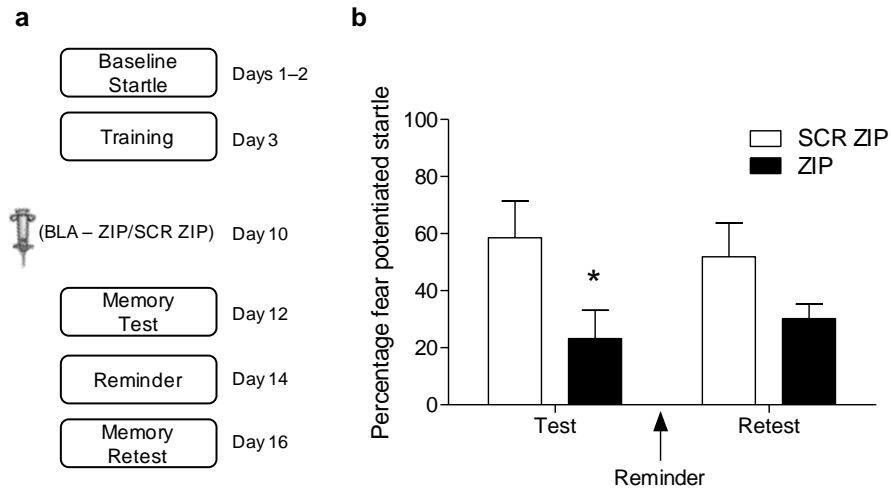 a
Baseline
Startle
Days 1–2
Training
Day 3
(BLA – ZIP/SCR ZIP)
Day 10
Memory
Test
Day 12
Reminder
Day 14
Memory
Retest
Day 16
b
Percentage fear potentiated startle
100
80
60
40
20
0
SCR ZIP
ZIP
*
Test
Retest
Reminder